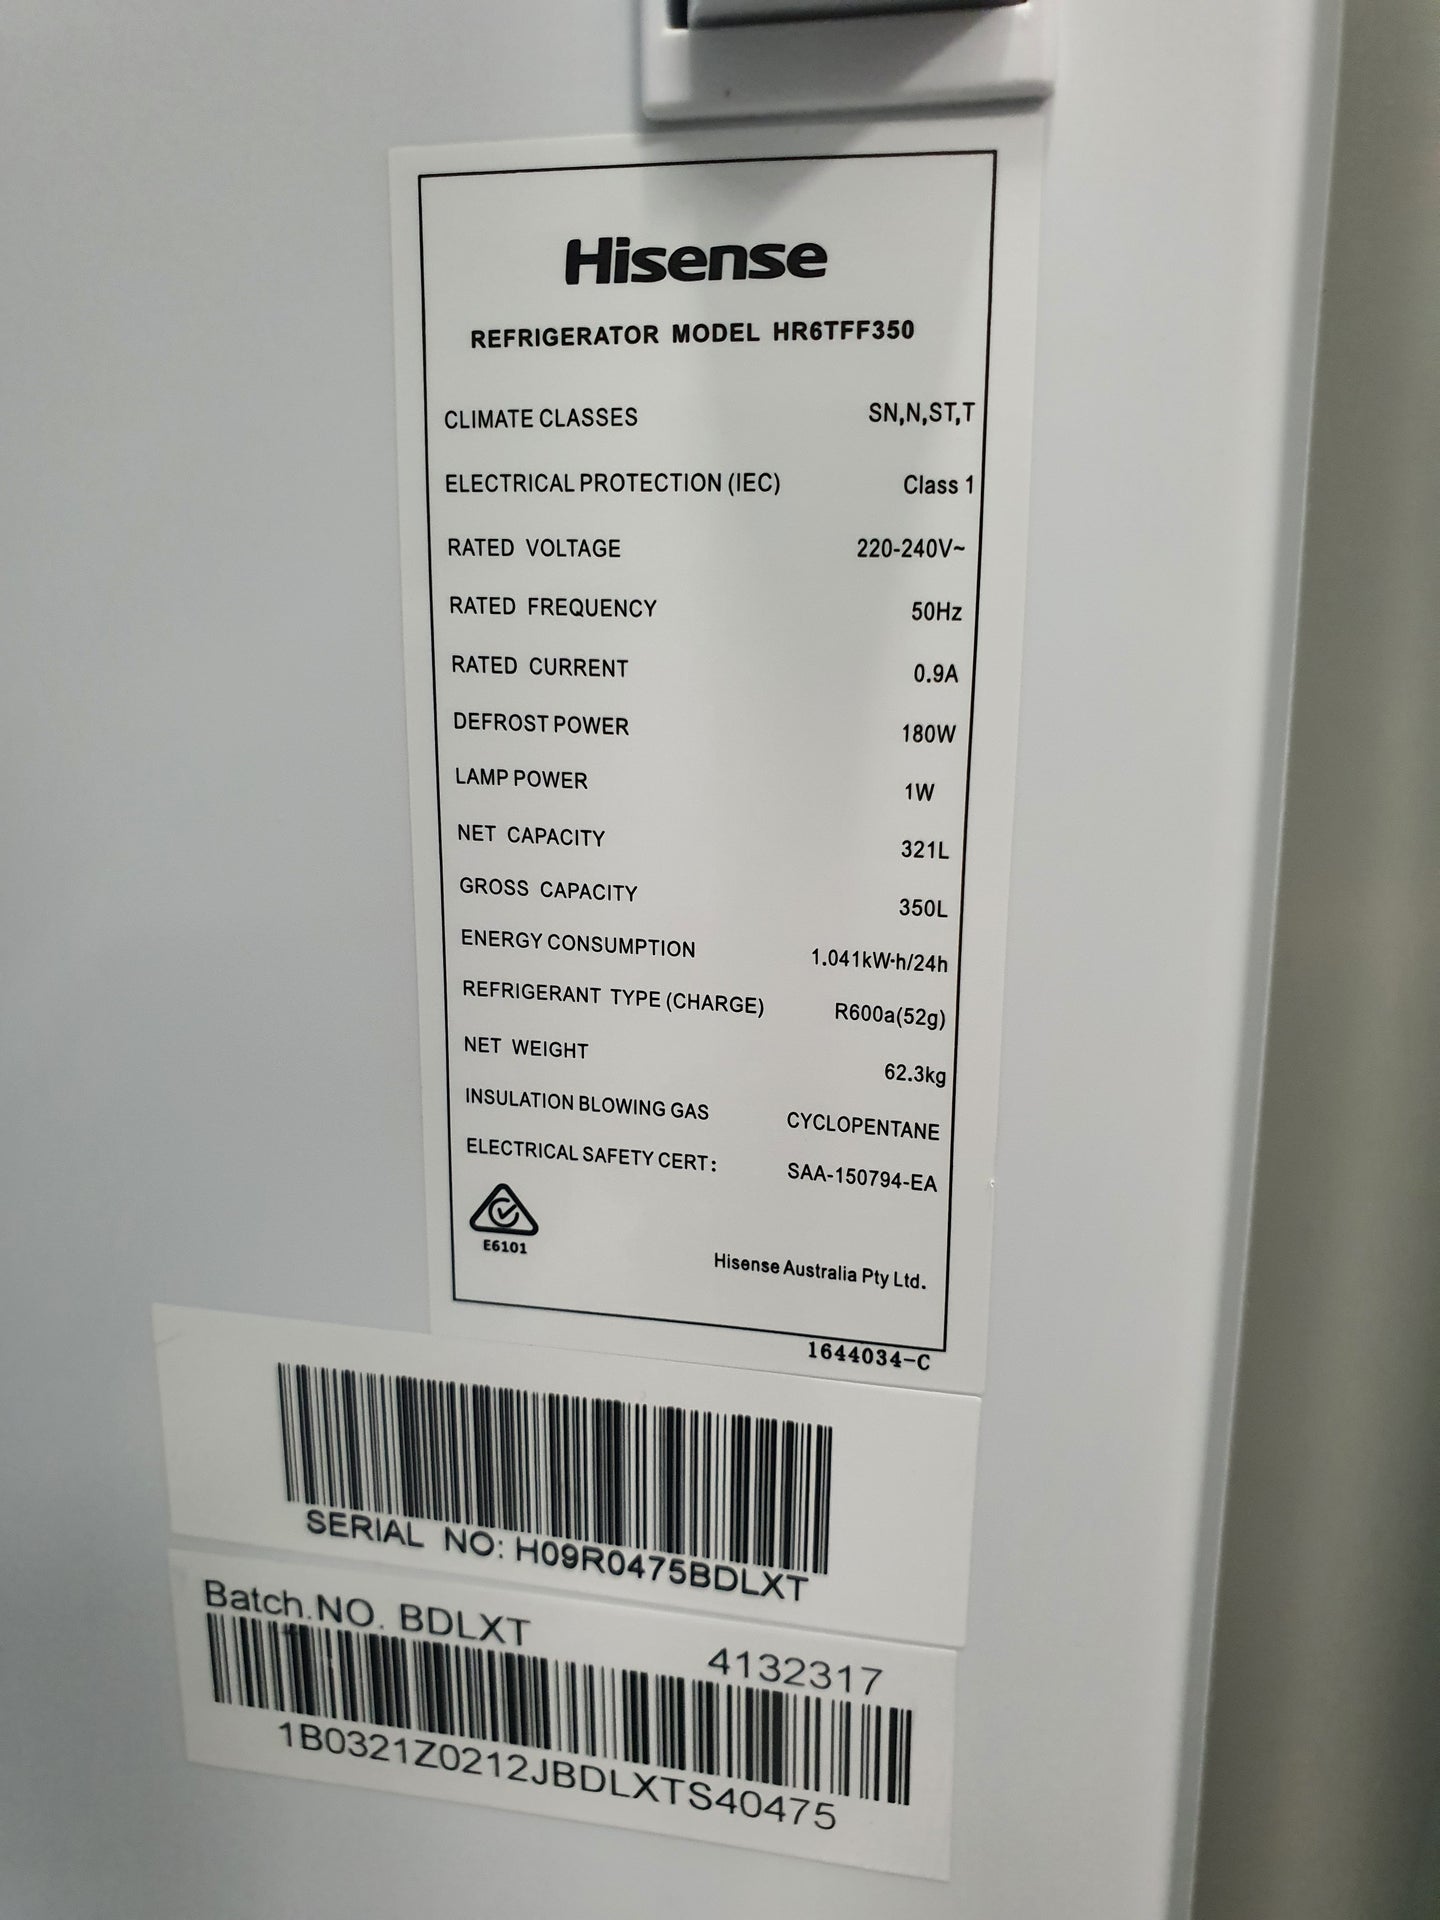 Hisense
REFRIGERATOR MODEL HR6TFF350
CLIMATE CLASSES SN,N,ST,T
ELECTRICAL PROTECTION (IEC) Class 1
RATED VOLTAGE 220-240V~
RATED FREQUENCY 50Hz
RATED CURRENT 0.9A
DEFROST POWER 180W
LAMP POWER 1W
NET CAPACITY 321L
GROSS CAPACITY 350L
ENERGY CONSUMPTION 1.041kW·h/24h
REFRIGERANT TYPE (CHARGE) R600a(52g)
NET WEIGHT 62.3kg
INSULATION BLOWING GAS CYCLOPENTANE
ELECTRICAL SAFETY CERT: SAA-150794-EA
E6101
Hisense Australia Pty Ltd.
1644034-C
SERIAL NO: H09R0475BDLXT
Batch.NO. BDLXT 4132317
1B0321Z0212JBDLXTS40475